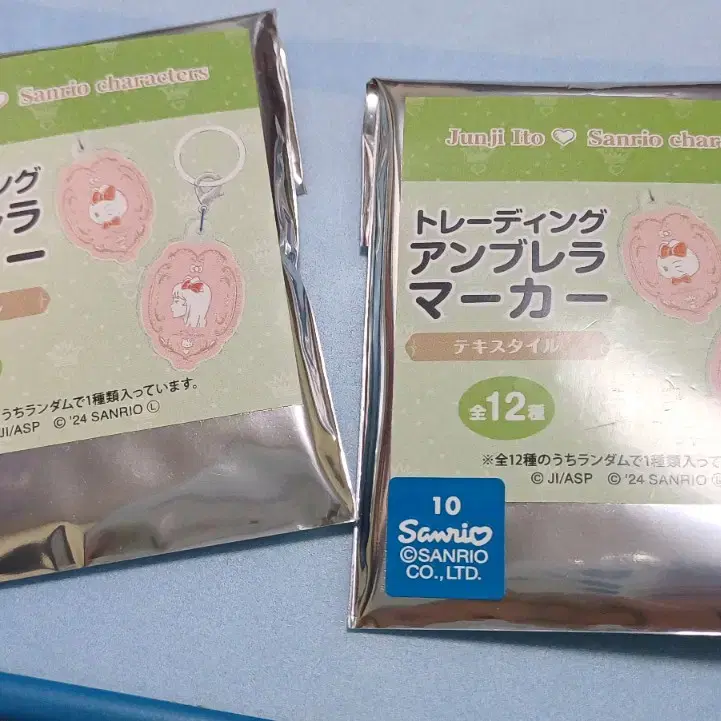 Sanrio characters
ング
ラ
ー
うちランダムで1種類入っています。
JI/ASP © '24 SANRIO Ⓛ
Junji Ito ♡ Sanrio chara
トレーディング
アンブレラ
マーカー
テキスタイル
全12種
※全12種のうちランダムで1種類入って
© JI/ASP © '24 SANRIO Ⓛ
10
Sanrio
©SANRIO
CO.,LTD.